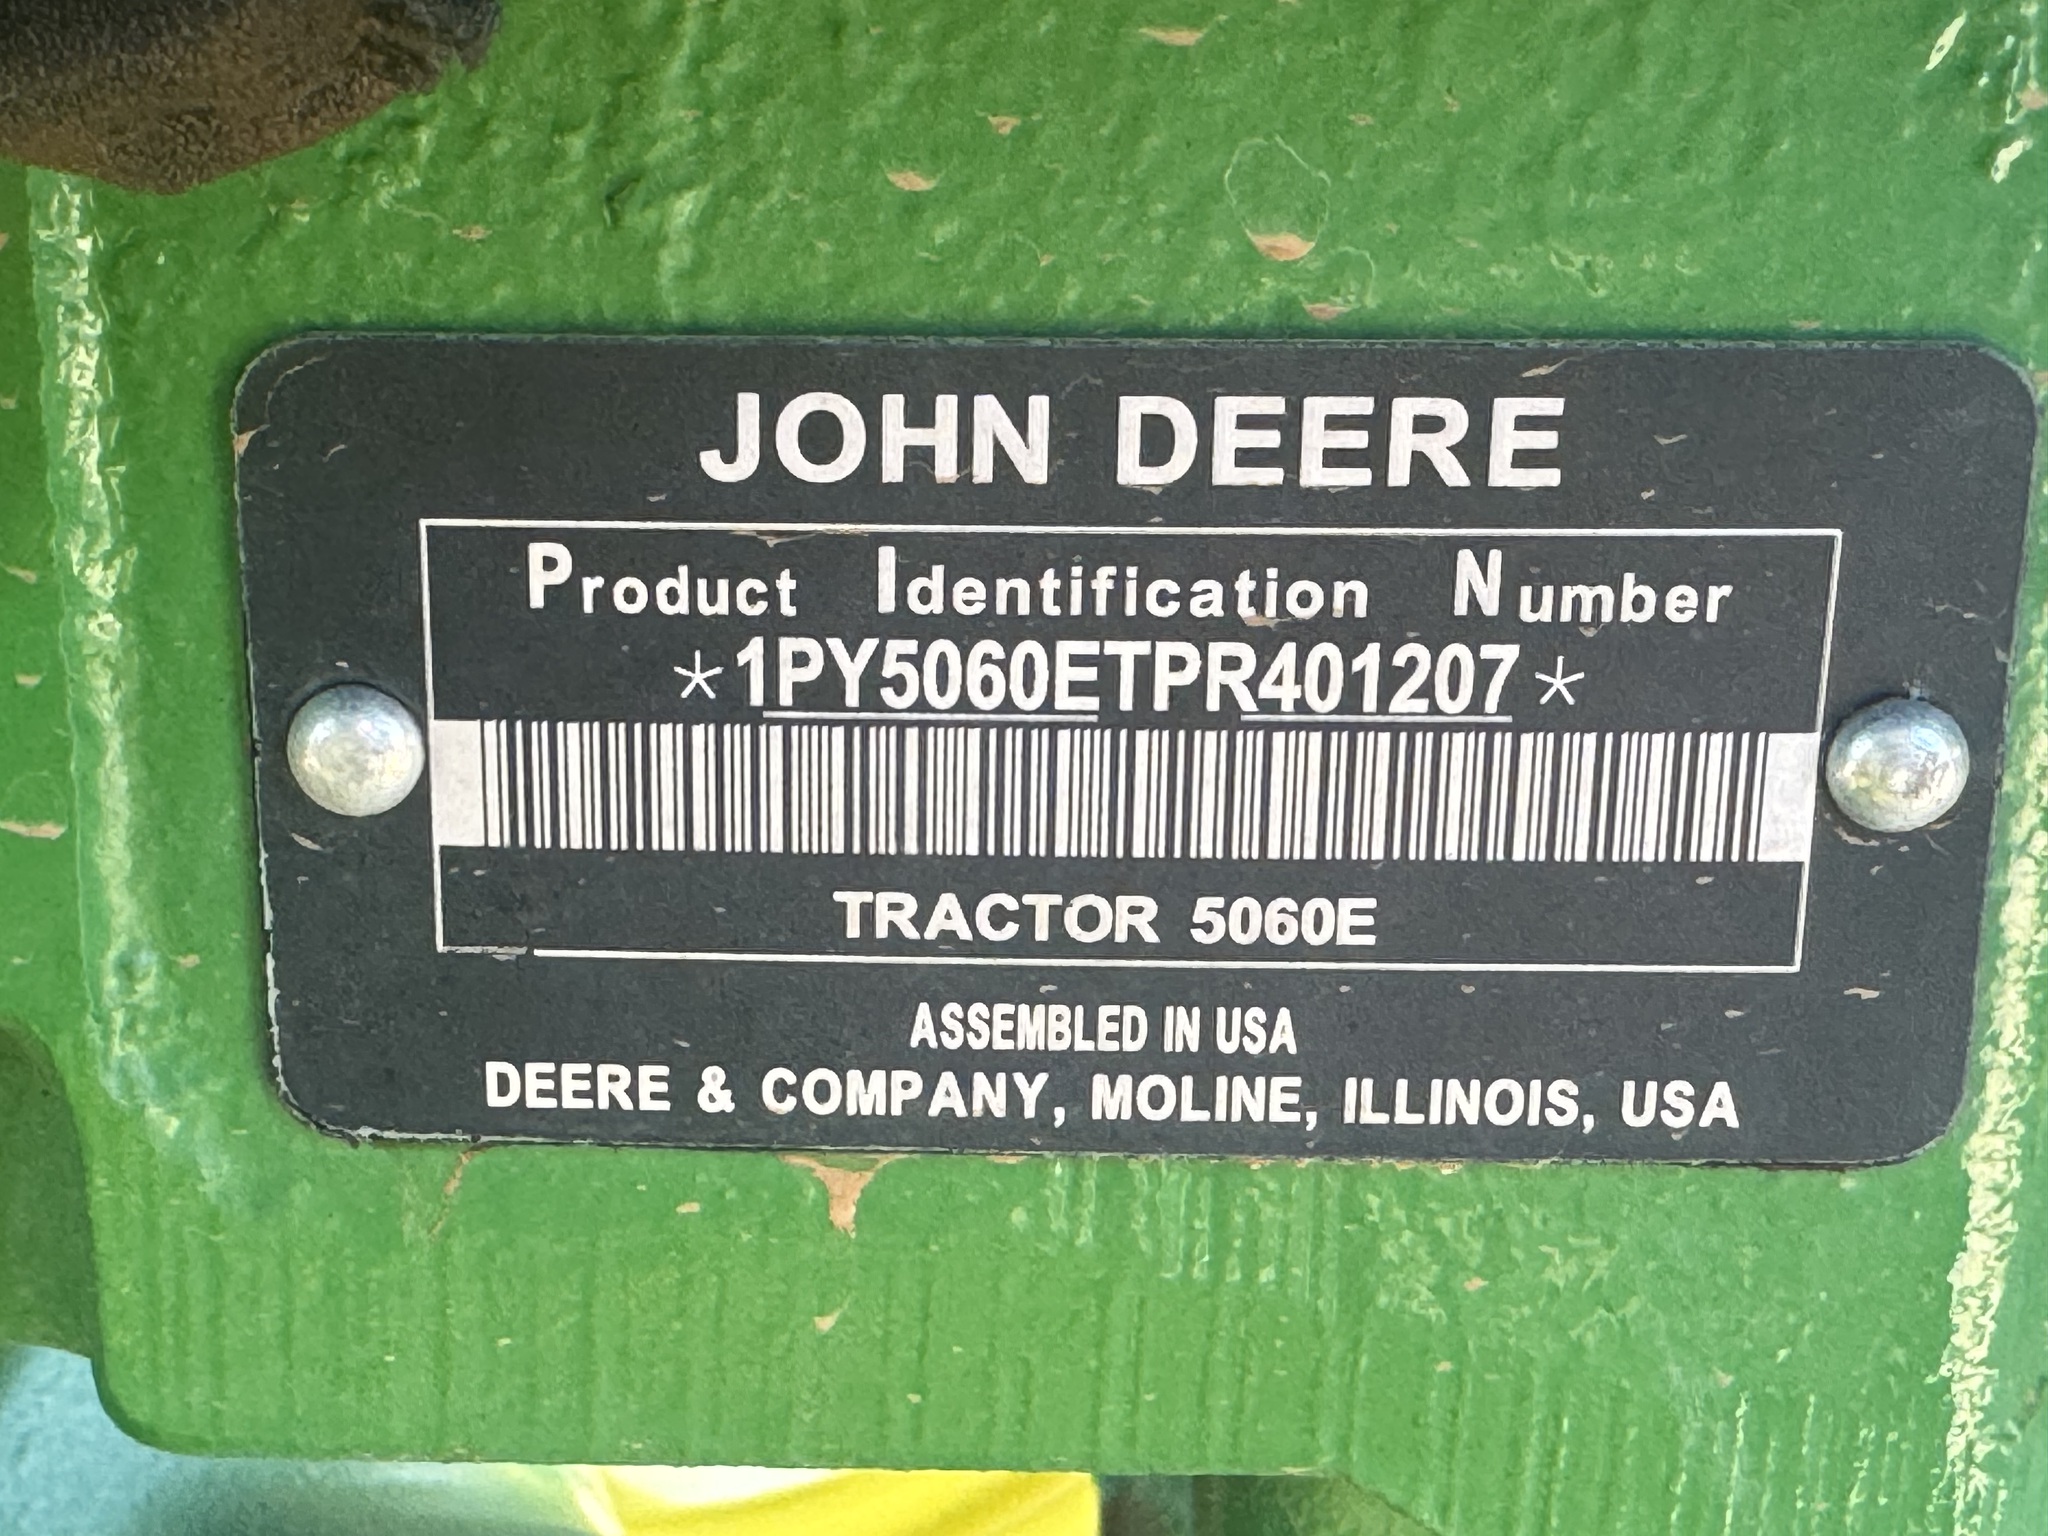 JOHN DEERE
Product Identification Number
*1PY5060ETPR401207*
TRACTOR 5060E
ASSEMBLED IN USA
DEERE & COMPANY, MOLINE, ILLINOIS, USA